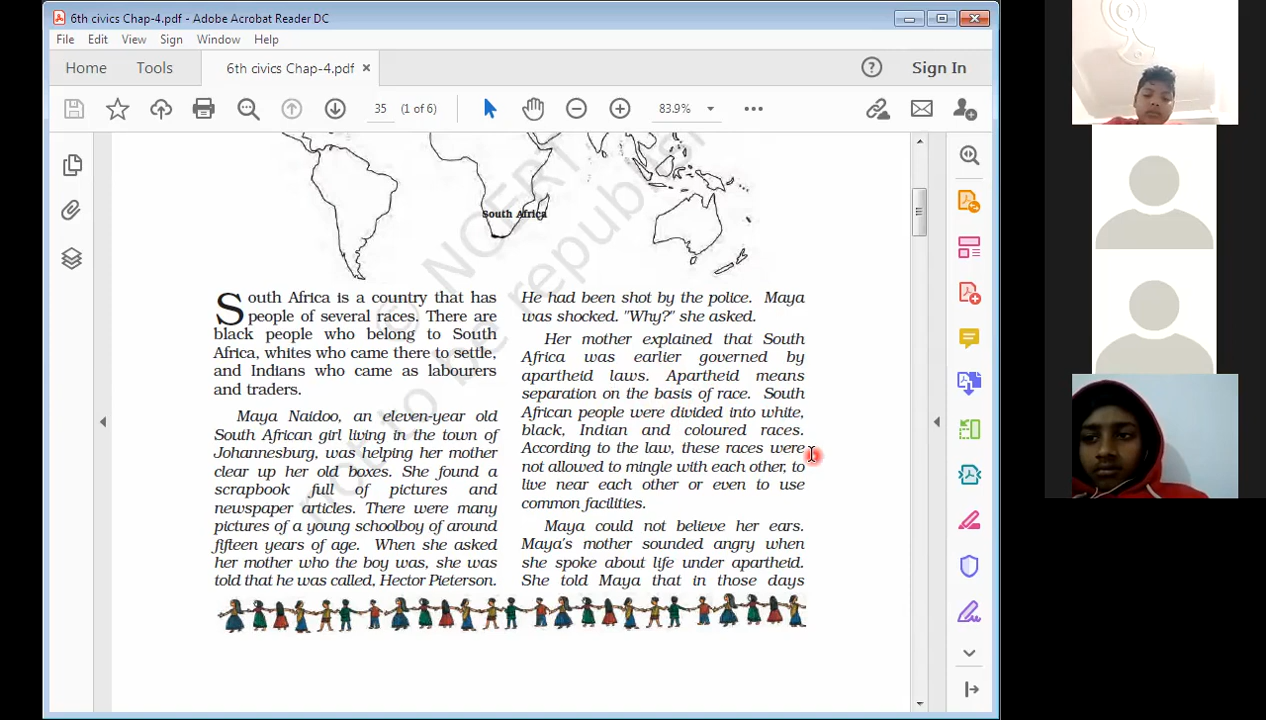 6th civics Chap-4.pdf - Adobe Acrobat Reader DC
File Edit View Sign Window Help
Home Tools 6th civics Chap-4.pdf × Sign In
35 (1 of 6) 83.9%
© NCERT
not to be republis
South Africa
South Africa is a country that has
people of several races. There are
black people who belong to South
Africa, whites who came there to settle,
and Indians who came as labourers
and traders.
Maya Naidoo, an eleven-year old
South African girl living in the town of
Johannesburg, was helping her mother
clear up her old boxes. She found a
scrapbook full of pictures and
newspaper articles. There were many
pictures of a young schoolboy of around
fifteen years of age. When she asked
her mother who the boy was, she was
told that he was called, Hector Pieterson.
He had been shot by the police. Maya
was shocked. "Why?" she asked.
Her mother explained that South
Africa was earlier governed by
apartheid laws. Apartheid means
separation on the basis of race. South
African people were divided into white,
black, Indian and coloured races.
According to the law, these races were
not allowed to mingle with each other, to
live near each other or even to use
common facilities.
Maya could not believe her ears.
Maya's mother sounded angry when
she spoke about life under apartheid.
She told Maya that in those days